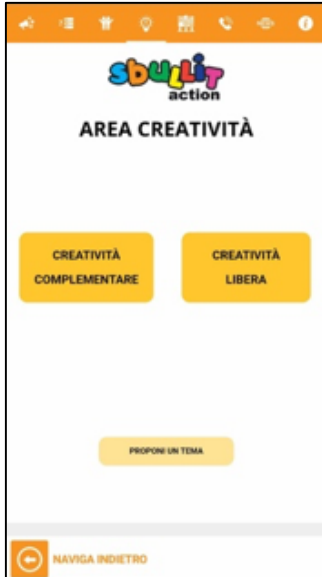 sbullit
action
AREA CREATIVITÀ
CREATIVITÀ
COMPLEMENTARE
CREATIVITÀ
LIBERA
PROPONI UN TEMA
NAVIGA INDIETRO